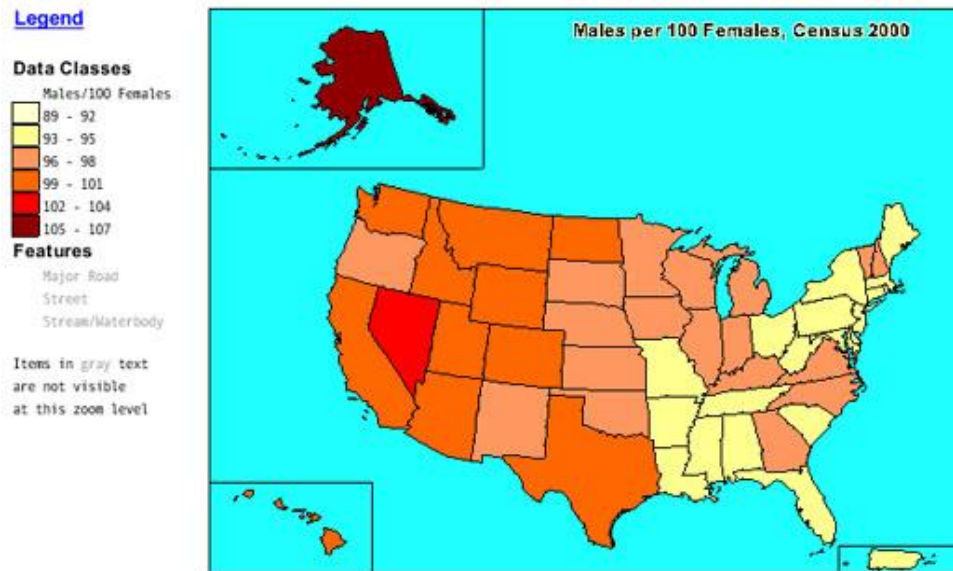 Legend
Males per 100 Females, Census 2000
Data Classes
Males/100 Females
89 - 92
93 - 95
96 - 98
99 - 101
102 - 104
105 - 107
Features
Major Road
Street
Stream/Waterbody
Items in gray text
are not visible
at this zoom level